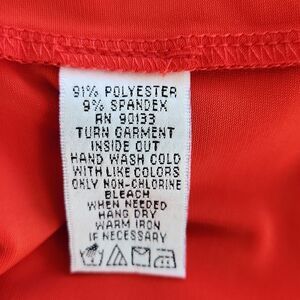 91% POLYESTER
9% SPANDEX
RN 90133
TURN GARMENT
INSIDE OUT
HAND WASH COLD
WITH LIKE COLORS
ONLY NON-CHLORINE
BLEACH
WHEN NEEDED
HANG DRY
WARM IRON
IF NECESSARY